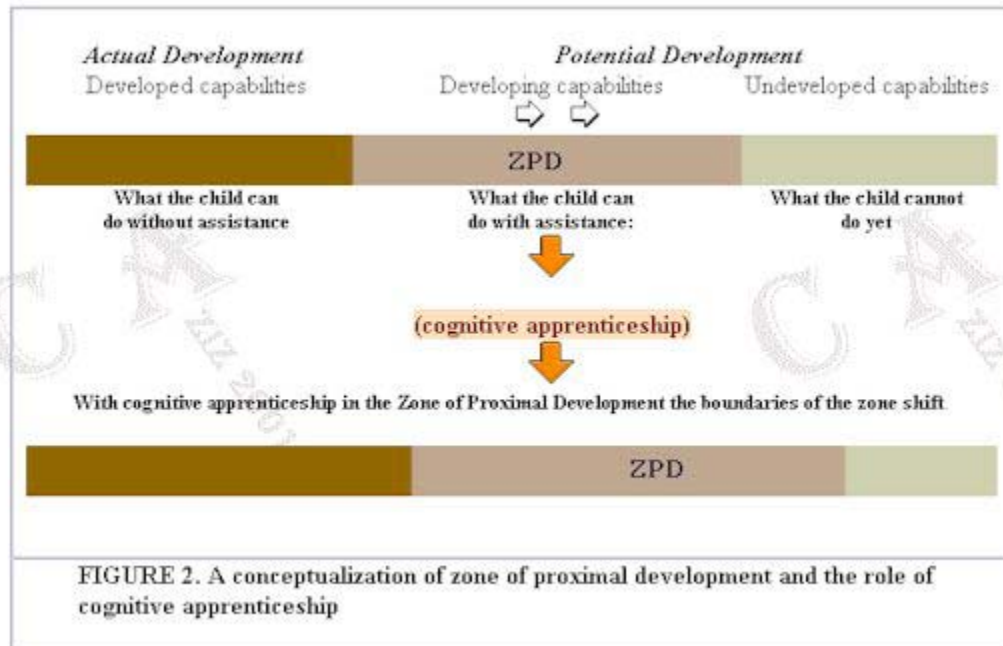 Actual Development
Potential Development
Developed capabilities
Developing capabilities
Undeveloped capabilities
ZPD
What the child can
do without assistance
What the child can
do with assistance:
What the child cannot
do yet
(cognitive apprenticeship)
With cognitive apprenticeship in the Zone of Proximal Development the boundaries of the zone shift
ZPD
FIGURE 2. A conceptualization of zone of proximal development and the role of
cognitive apprenticeship